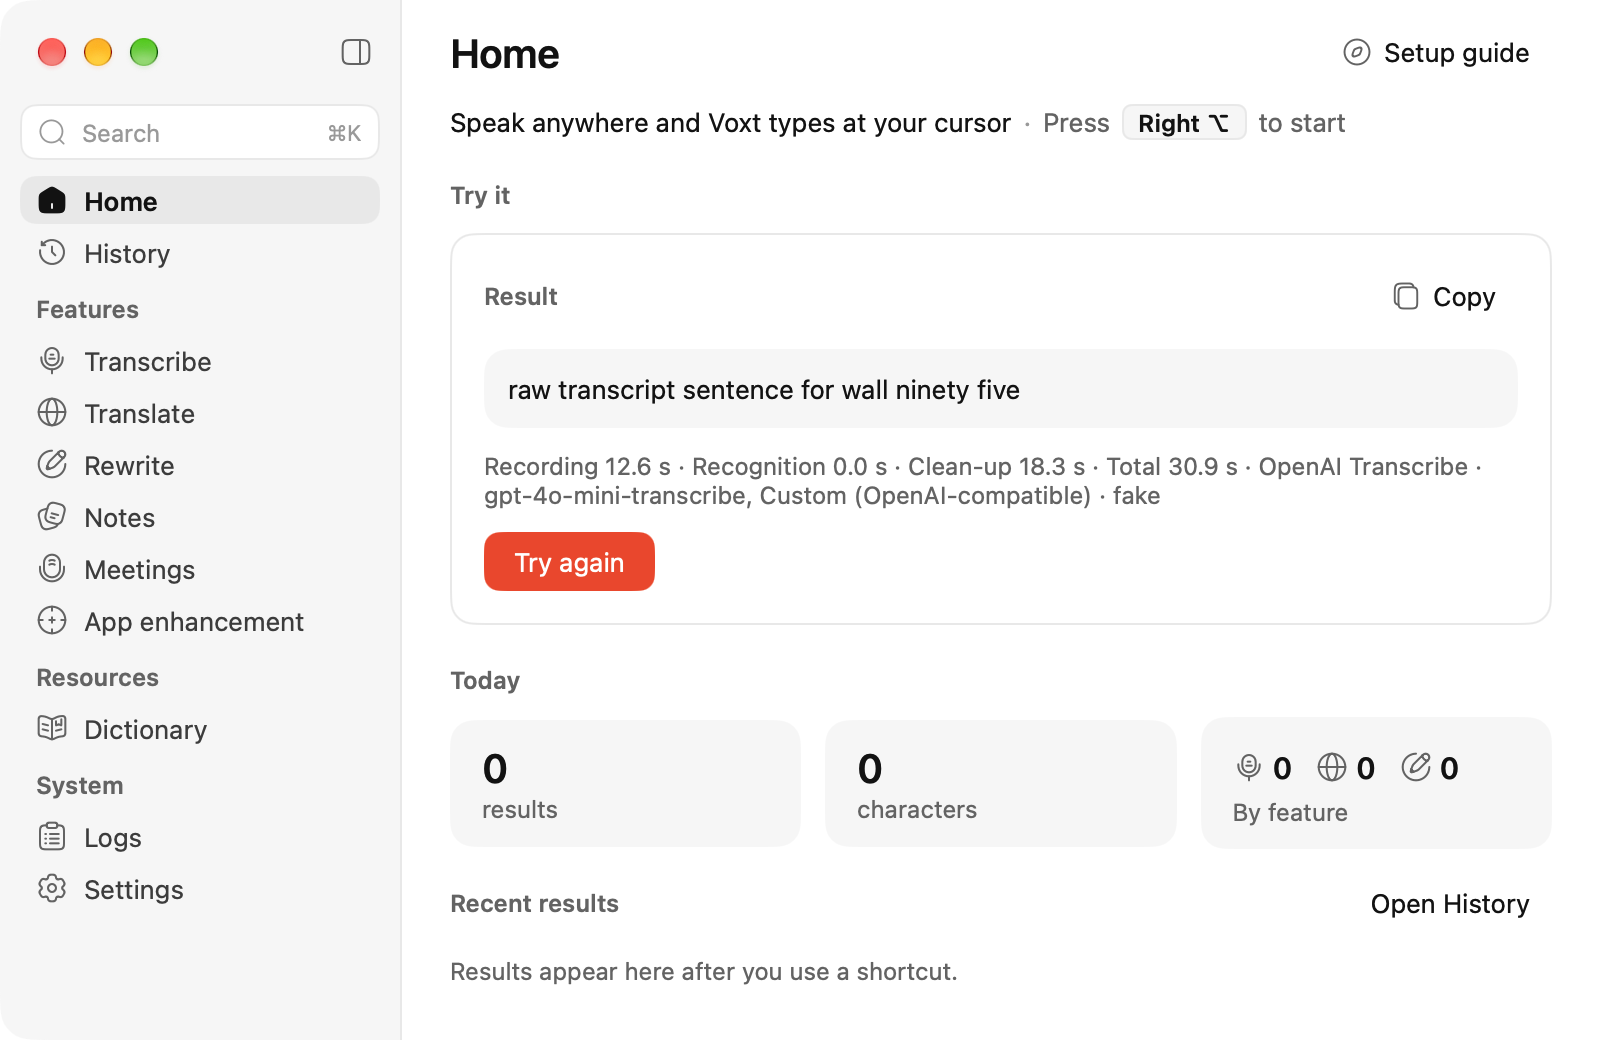 Search ⌘K
Home
History
Features
Transcribe
Translate
Rewrite
Notes
Meetings
App enhancement
Resources
Dictionary
System
Logs
Settings
Home
Setup guide
Speak anywhere and Voxt types at your cursor · Press Right ⌥ to start
Try it
Result
Copy
raw transcript sentence for wall ninety five
Recording 12.6 s · Recognition 0.0 s · Clean-up 18.3 s · Total 30.9 s · OpenAI Transcribe ·
gpt-4o-mini-transcribe, Custom (OpenAI-compatible) · fake
Try again
Today
0
results
0
characters
0 0 0
By feature
Recent results
Open History
Results appear here after you use a shortcut.